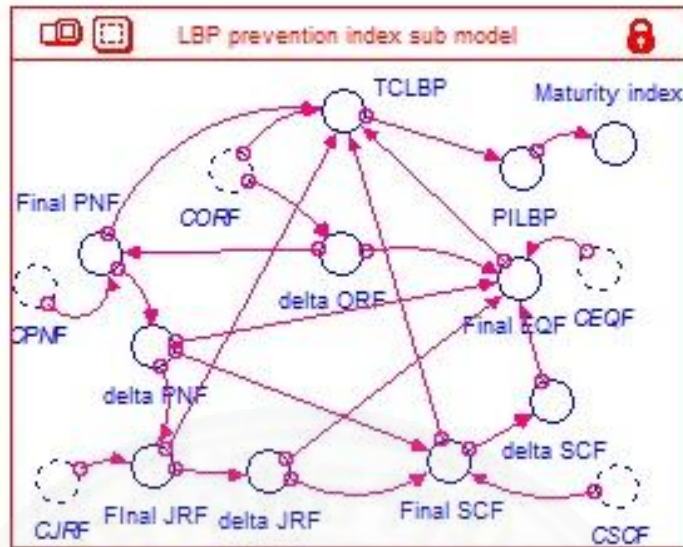 LBP prevention index sub model
TCLBP
Maturity index
Final PNF
CORF
PILBP
CPNF
delta ORF
Final EQF
CEQF
delta PNF
delta SCF
CJRF
FInal JRF
delta JRF
Final SCF
CSCF